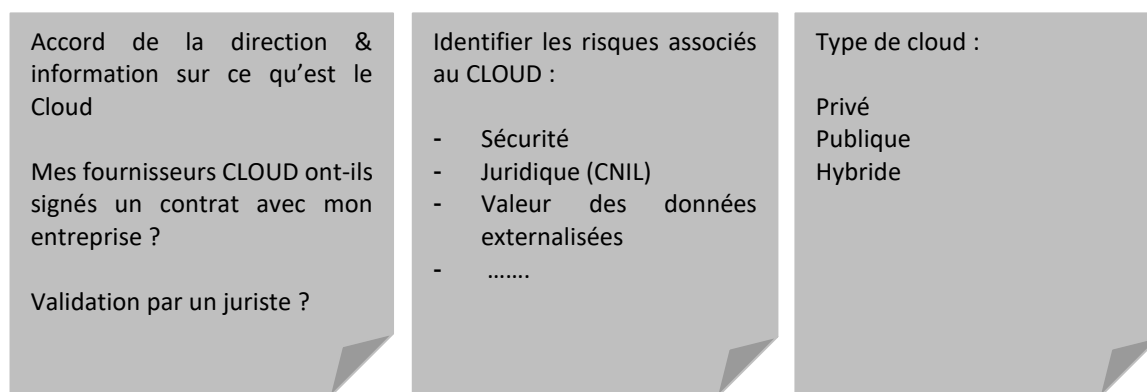 Accord de la direction &
information sur ce qu’est le
Cloud
Mes fournisseurs CLOUD ont-ils
signés un contrat avec mon
entreprise ?
Validation par un juriste ?
Identifier les risques associés
au CLOUD :
- Sécurité
- Juridique (CNIL)
- Valeur des données
externalisées
- …….
Type de cloud :
Privé
Publique
Hybride